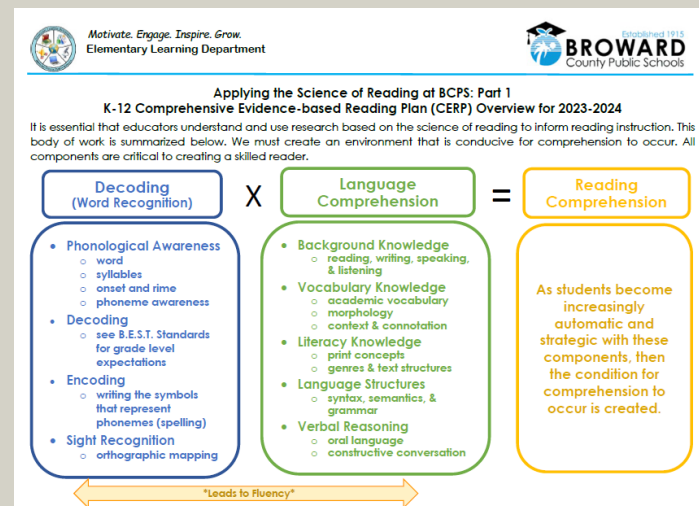 Motivate. Engage. Inspire. Grow.
Elementary Learning Department
Established 1915
BROWARD
County Public Schools
Applying the Science of Reading at BCPS: Part 1
K-12 Comprehensive Evidence-based Reading Plan (CERP) Overview for 2023-2024
It is essential that educators understand and use research based on the science of reading to inform reading instruction. This
body of work is summarized below. We must create an environment that is conducive for comprehension to occur. All
components are critical to creating a skilled reader.
Decoding
(Word Recognition)
X
Language
Comprehension
=
Reading
Comprehension
• Phonological Awareness
o word
o syllables
o onset and rime
o phoneme awareness
• Decoding
o see B.E.S.T. Standards
for grade level
expectations
• Encoding
o writing the symbols
that represent
phonemes (spelling)
• Sight Recognition
o orthographic mapping
• Background Knowledge
o reading, writing, speaking,
& listening
• Vocabulary Knowledge
o academic vocabulary
o morphology
o context & connotation
• Literacy Knowledge
o print concepts
o genres & text structures
• Language Structures
o syntax, semantics, &
grammar
• Verbal Reasoning
o oral language
o constructive conversation
As students become
increasingly
automatic and
strategic with these
components, then
the condition for
comprehension to
occur is created.
*Leads to Fluency*